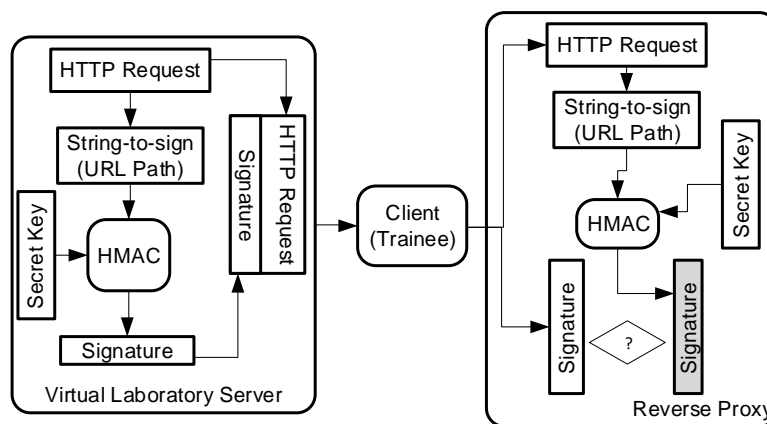 HTTP Request
String-to-sign
(URL Path)
Secret Key
HMAC
Signature
Signature
HTTP Request
Virtual Laboratory Server
Client
(Trainee)
HTTP Request
String-to-sign
(URL Path)
HMAC
Secret Key
Signature
?
Signature
Reverse Proxy